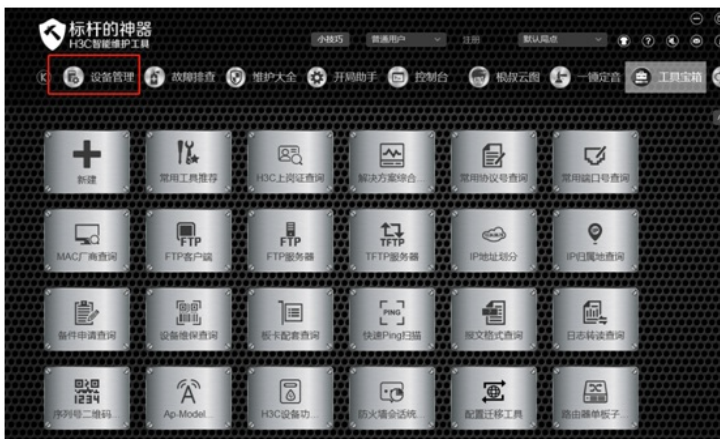 标杆的神器
H3C智能维护工具
小技巧 普通用户 注册 默认局点
设备管理 故障排查 维护大全 开局助手 控制台 根叔云图 一锤定音 工具宝箱
新建 常用工具推荐 H3C上岗证查询 解决方案综合... 常用协议号查询 常用端口号查询
FTP FTP TFTP
MAC厂商查询 FTP客户端 FTP服务器 TFTP服务器 IP地址划分 IP归属地查询
PING
备件申请查询 设备维保查询 板卡配套查询 快速Ping扫描 报文格式查询 日志转读查询
1234
序列号二维码... Ap-Model... H3C设备功... 防火墙会话统... 配置迁移工具 路由器单板子...